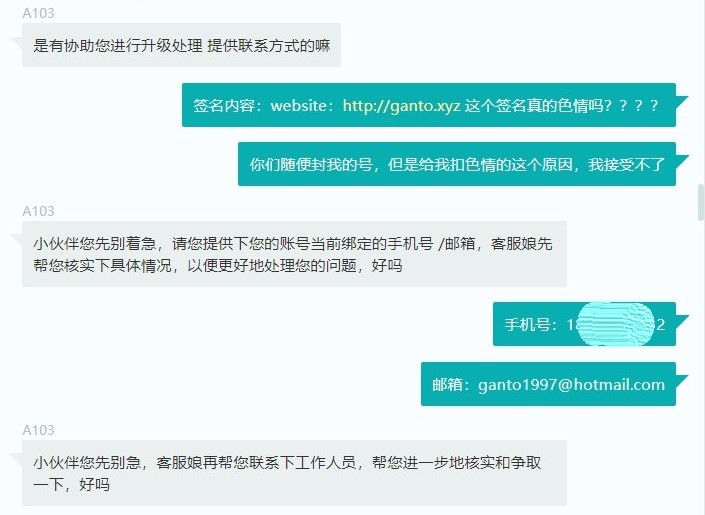 A103
是有协助您进行升级处理 提供联系方式的嘛
签名内容：website：http://ganto.xyz 这个签名真的色情吗？？？？
你们随便封我的号，但是给我扣色情的这个原因，我接受不了
A103
小伙伴您先别着急，请您提供下您的账号当前绑定的手机号 /邮箱，客服娘先
帮您核实下具体情况，以便更好地处理您的问题，好吗
手机号：1 2
邮箱：ganto1997@hotmail.com
A103
小伙伴您先别急，客服娘再帮您联系下工作人员，帮您进一步地核实和争取
一下，好吗